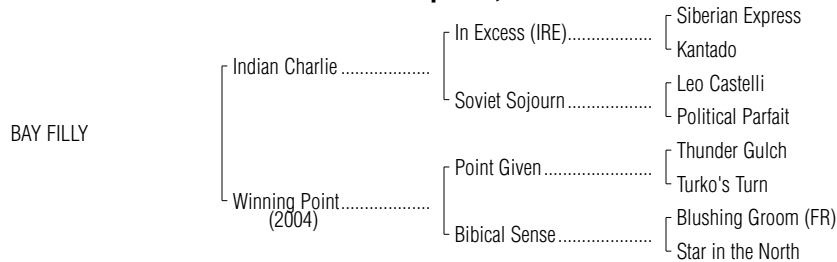 Siberian Express
In Excess (IRE)...................
Kantado
Indian Charlie ....................
Leo Castelli
Soviet Sojourn...................
Political Parfait
BAY FILLY
Thunder Gulch
Point Given........................
Turko's Turn
Winning Point....................
(2004)
Blushing Groom (FR)
Bibical Sense.....................
Star in the North